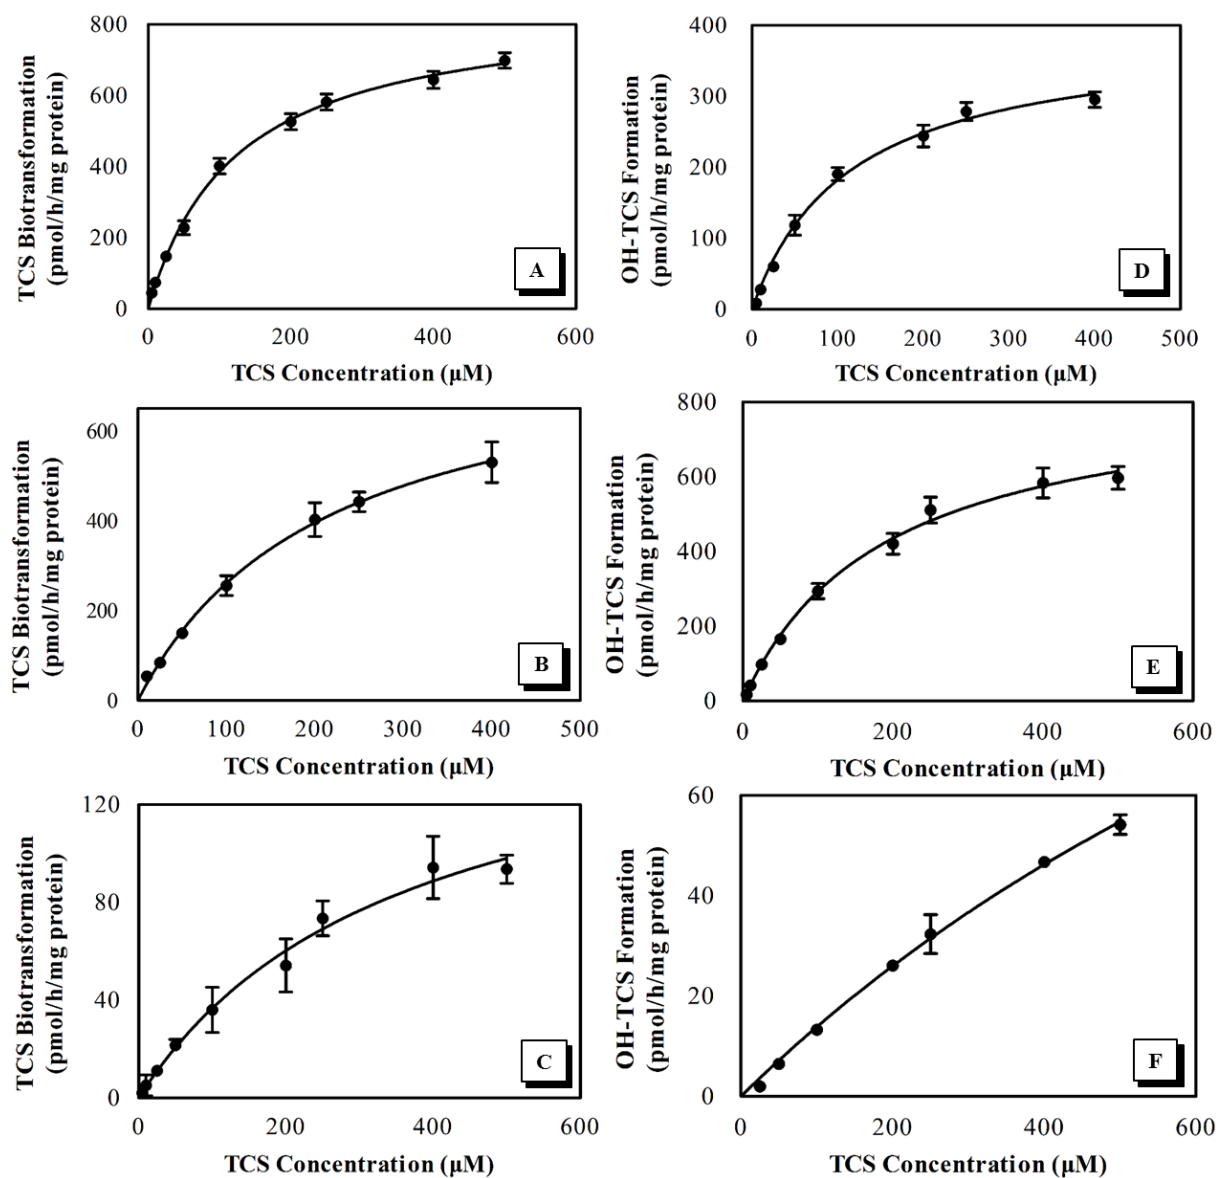 TCS Biotransformation
(pmol/h/mg protein)
800
600
400
200
0
A
0 200 400 600
TCS Concentration (µM)
OH-TCS Formation
(pmol/h/mg protein)
400
300
200
100
0
D
0 100 200 300 400 500
TCS Concentration (µM)
TCS Biotransformation
(pmol/h/mg protein)
600
400
200
0
B
0 100 200 300 400 500
TCS Concentration (µM)
OH-TCS Formation
(pmol/h/mg protein)
800
600
400
200
0
E
0 200 400 600
TCS Concentration (µM)
TCS Biotransformation
(pmol/h/mg protein)
120
80
40
0
C
0 200 400 600
TCS Concentration (µM)
OH-TCS Formation
(pmol/h/mg protein)
60
40
20
0
F
0 200 400 600
TCS Concentration (µM)